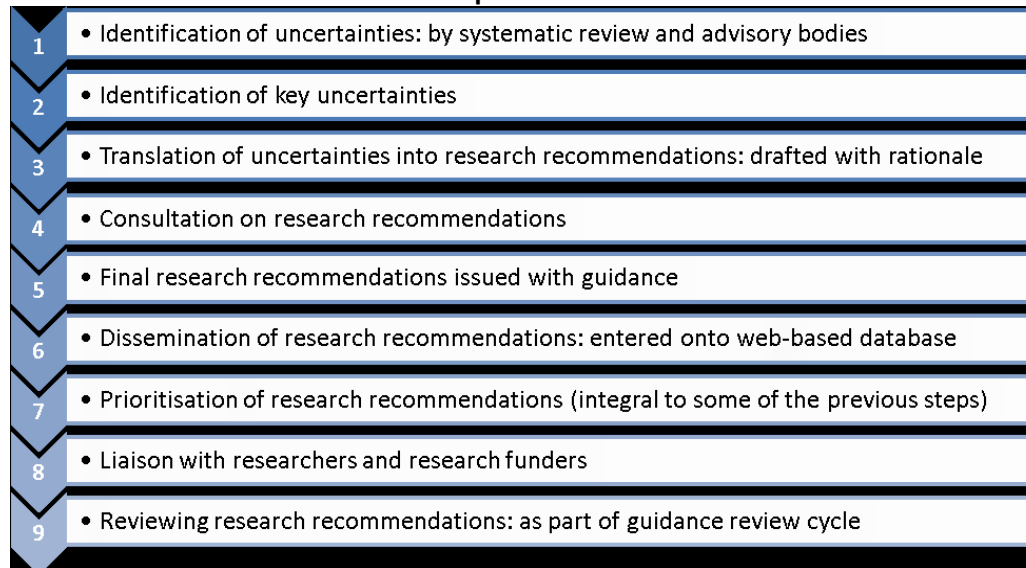 1 • Identification of uncertainties: by systematic review and advisory bodies
2 • Identification of key uncertainties
3 • Translation of uncertainties into research recommendations: drafted with rationale
4 • Consultation on research recommendations
5 • Final research recommendations issued with guidance
6 • Dissemination of research recommendations: entered onto web-based database
7 • Prioritisation of research recommendations (integral to some of the previous steps)
8 • Liaison with researchers and research funders
9 • Reviewing research recommendations: as part of guidance review cycle